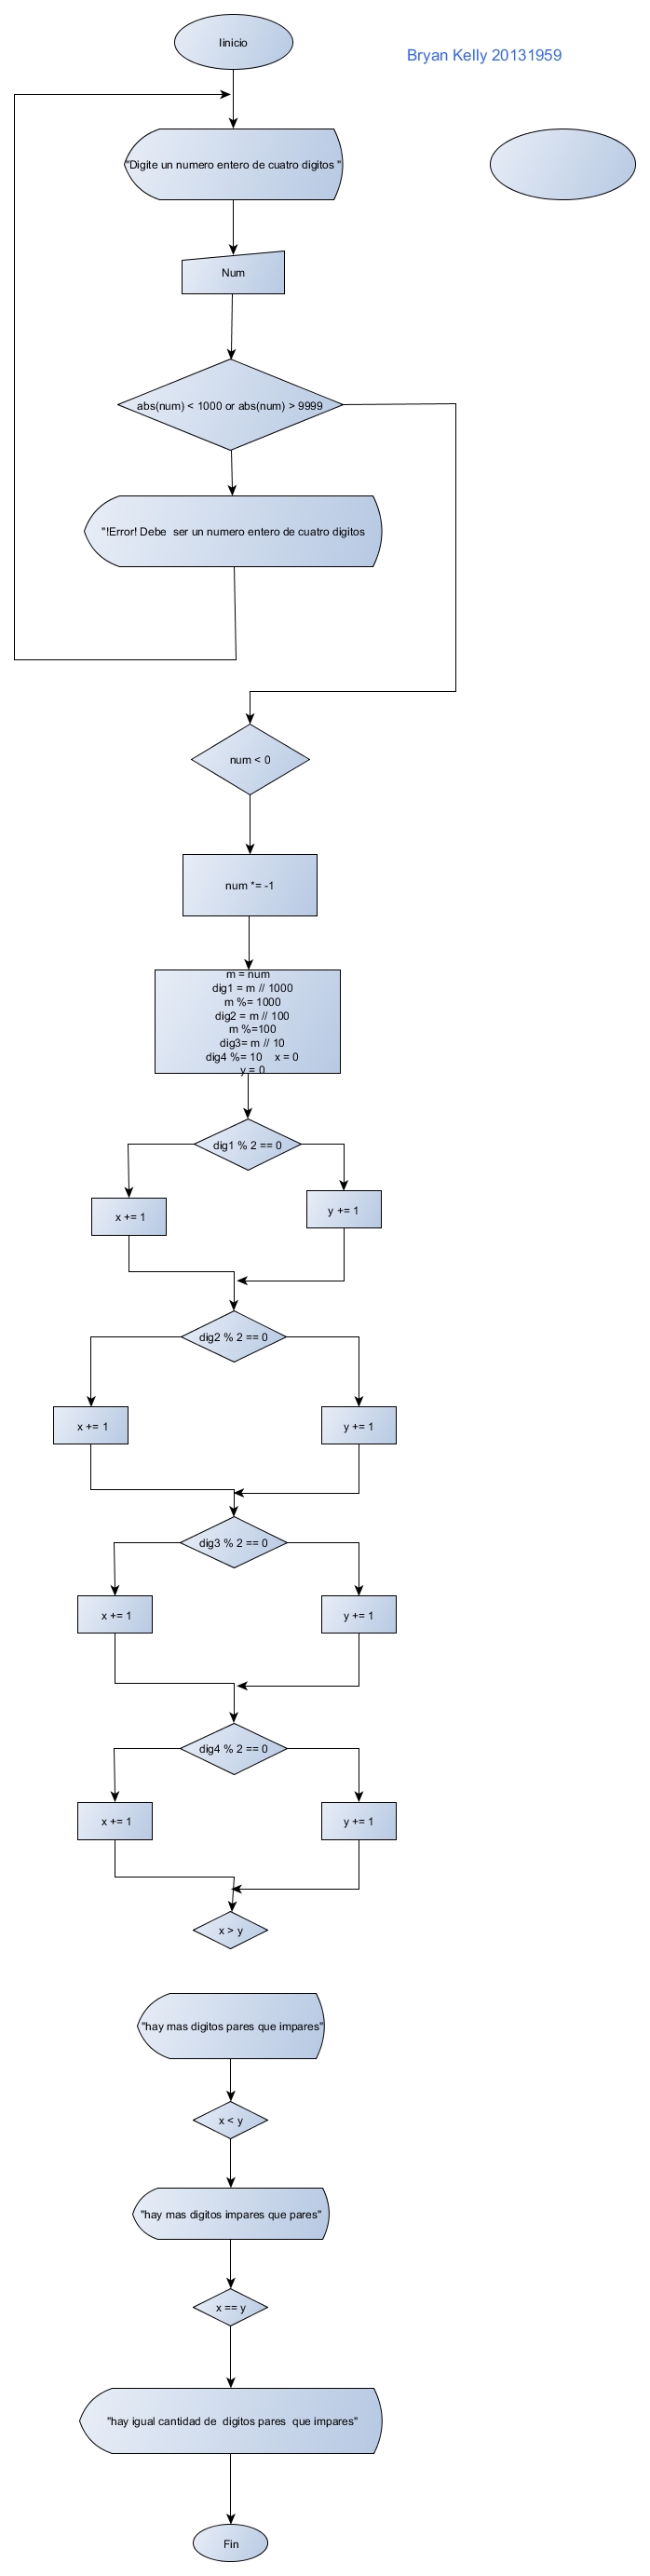 Iinicio
Bryan Kelly 20131959
"Digite un numero entero de cuatro digitos "
Num
abs(num) < 1000 or abs(num) > 9999
"!Error! Debe  ser un numero entero de cuatro digitos
num < 0
num *= -1
m = num
dig1 = m // 1000
m %= 1000
dig2 = m // 100
m %=100
dig3= m // 10
dig4 %= 10    x = 0
y = 0
dig1 % 2 == 0
x += 1
y += 1
dig2 % 2 == 0
x += 1
y += 1
dig3 % 2 == 0
x += 1
y += 1
dig4 % 2 == 0
x += 1
y += 1
x > y
"hay mas digitos pares que impares"
x < y
"hay mas digitos impares que pares"
x == y
"hay igual cantidad de  digitos pares  que impares"
Fin